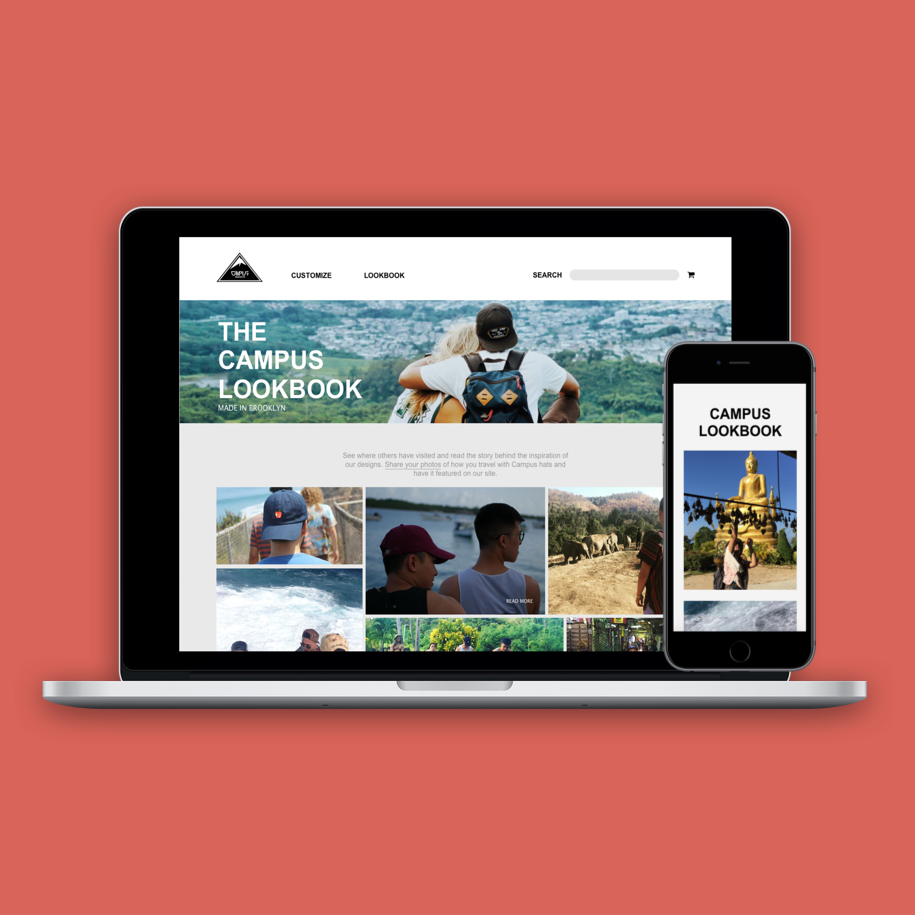 CAMPUS
CUSTOMIZE
LOOKBOOK
SEARCH
THE
CAMPUS
LOOKBOOK
MADE IN BROOKLYN
See where others have visited and read the story behind the inspiration of
our designs. Share your photos of how you travel with Campus hats and
have it featured on our site.
READ MORE
CAMPUS
LOOKBOOK